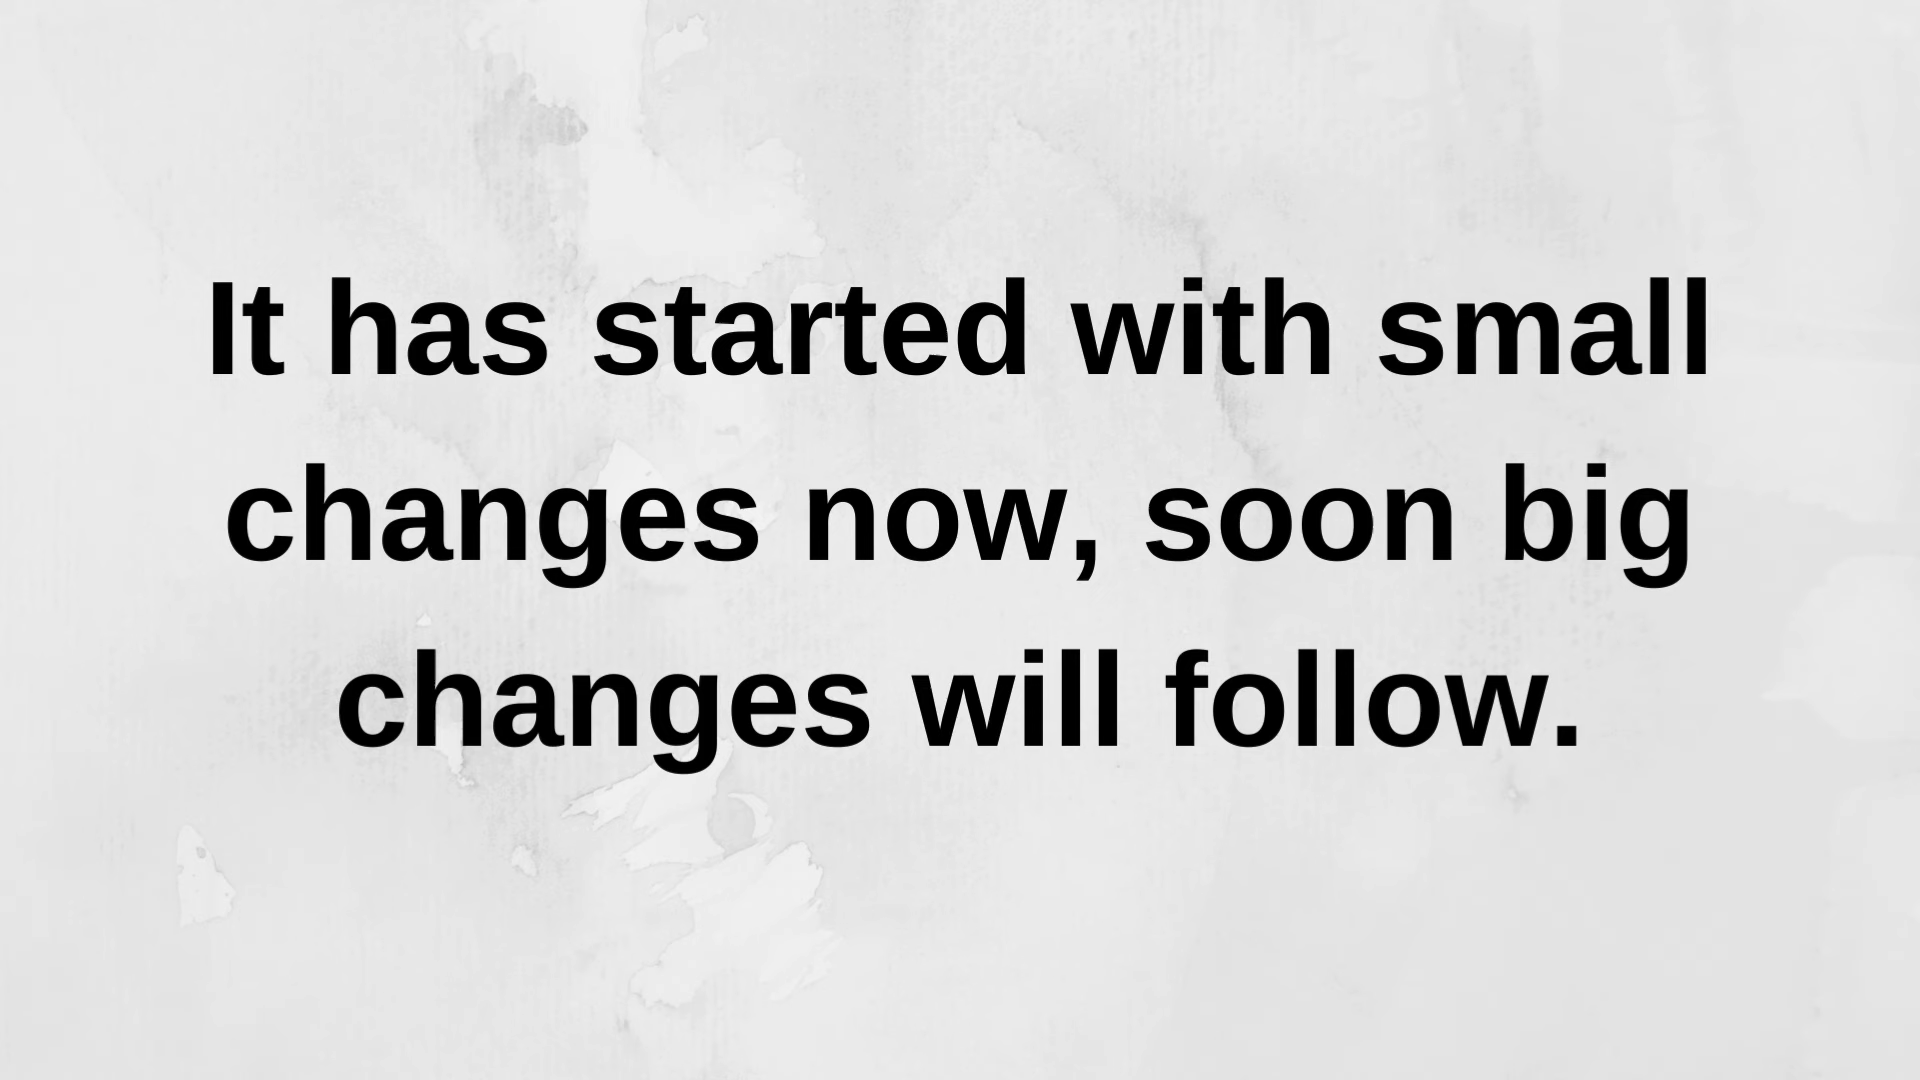 It has started with small
changes now, soon big
changes will follow.